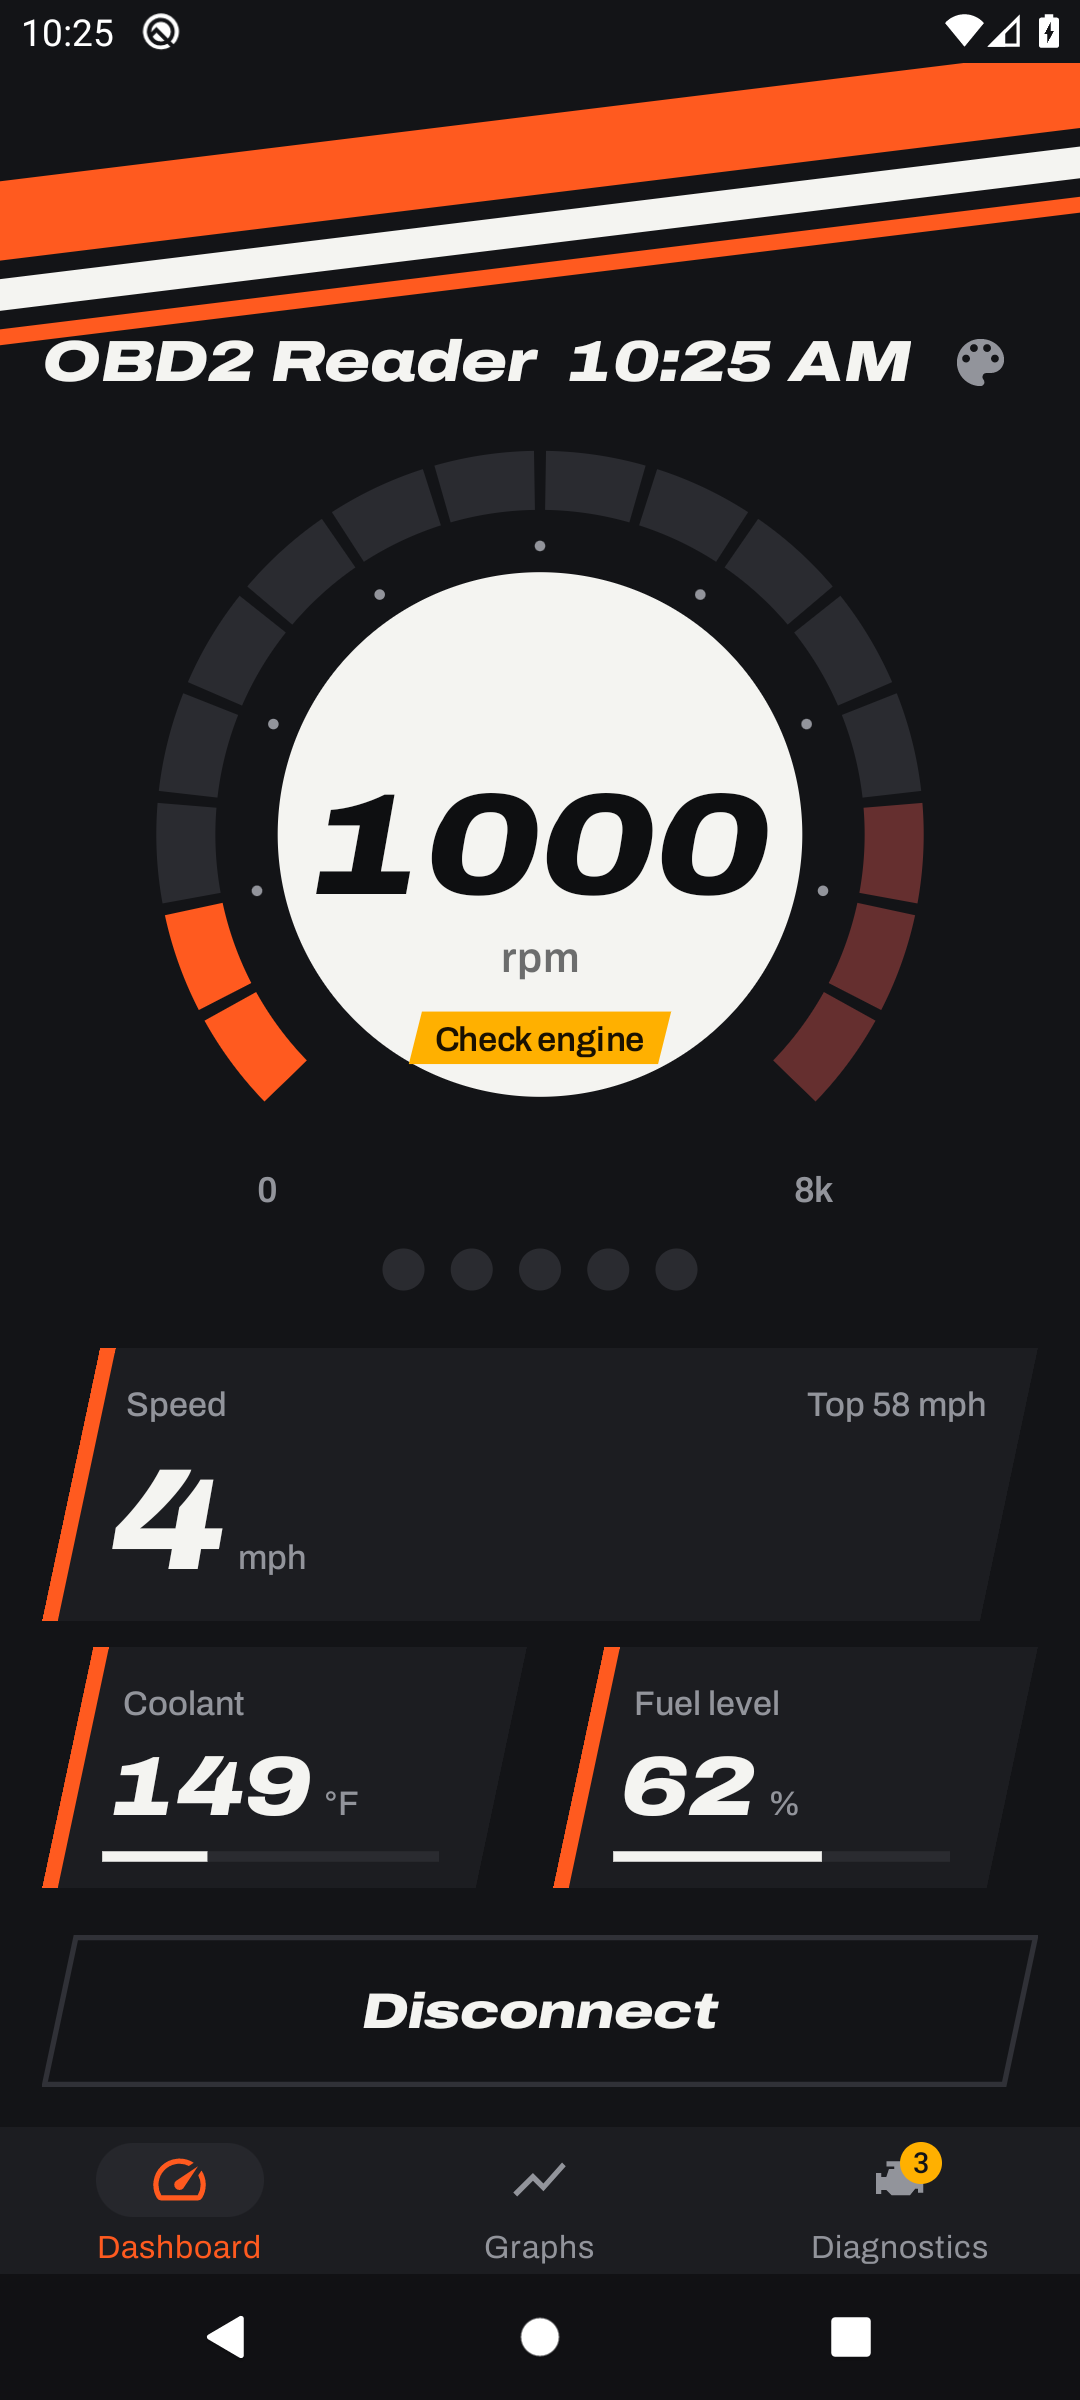 10:25
OBD2 Reader 10:25 AM
1000
rpm
Check engine
0 8k
Speed Top 58 mph
4 mph
Coolant Fuel level
149 °F 62 %
Disconnect
3
Dashboard Graphs Diagnostics